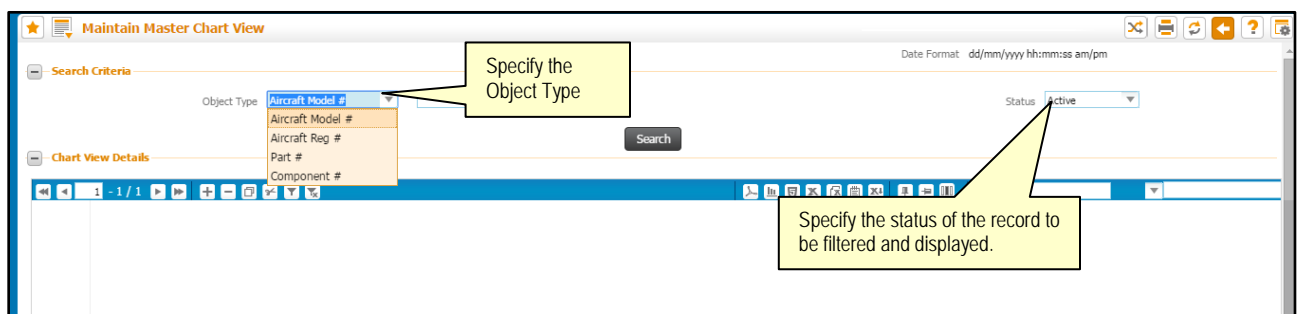 Maintain Master Chart View
Date Format dd/mm/yyyy hh:mm:ss am/pm
Search Criteria
Specify the
Object Type
Object Type Aircraft Model #
Status Active
Aircraft Model #
Aircraft Reg #
Part #
Component #
Search
Chart View Details
1 - 1 / 1
Specify the status of the record to
be filtered and displayed.